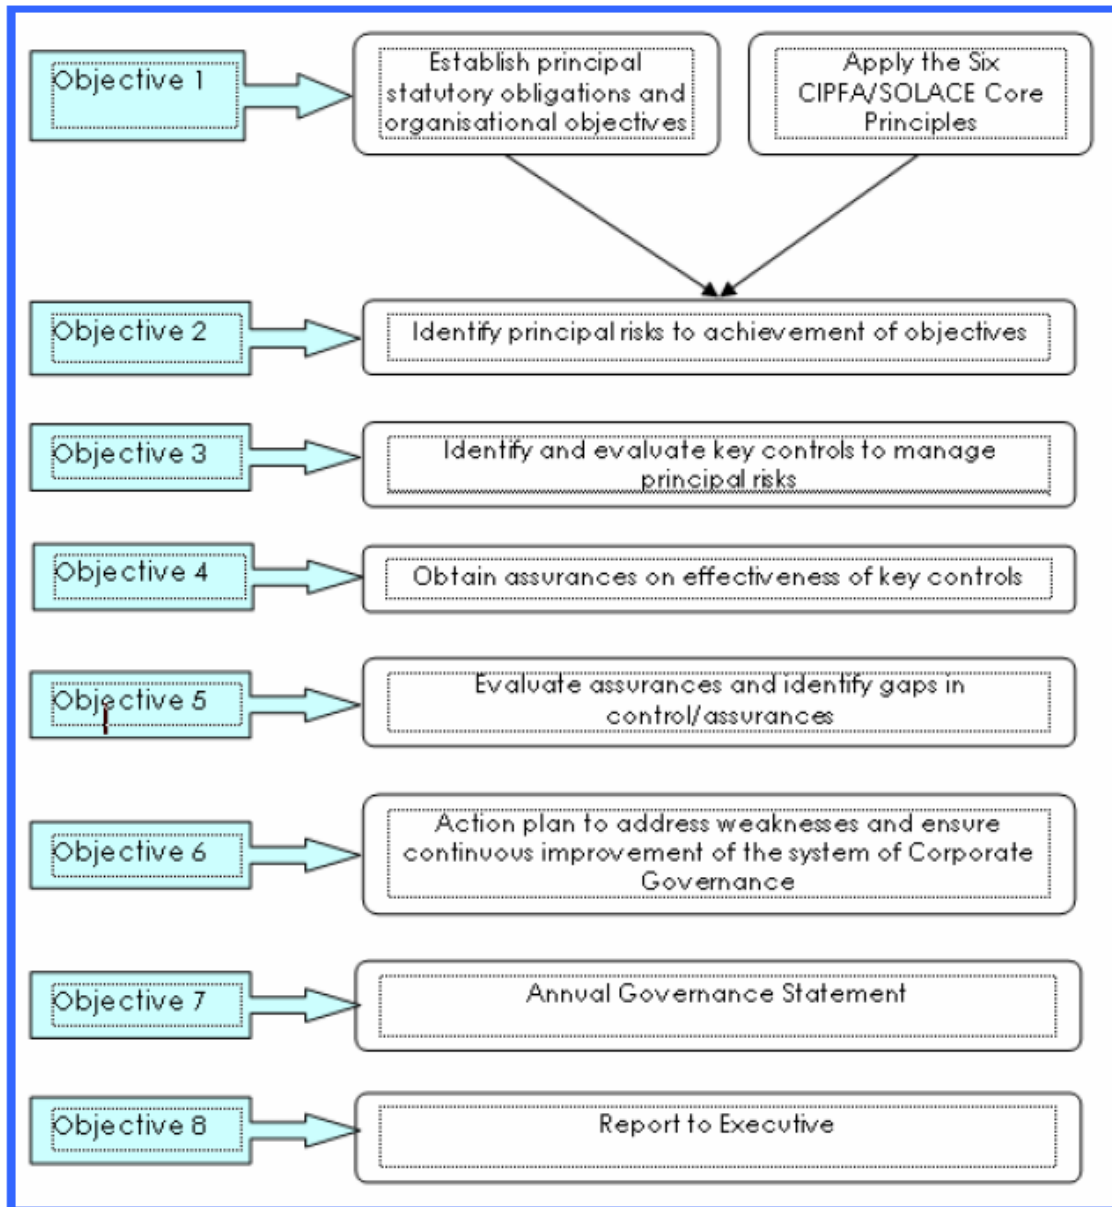 Objective 1
Establish principal
statutory obligations and
organisational objectives
Apply the Six
CIPFA/SOLACE Core
Principles
Objective 2
Identify principal risks to achievement of objectives
Objective 3
Identify and evaluate key controls to manage
principal risks
Objective 4
Obtain assurances on effectiveness of key controls
Objective 5
Evaluate assurances and identify gaps in
control/assurances
Objective 6
Action plan to address weaknesses and ensure
continuous improvement of the system of Corporate
Governance
Objective 7
Annual Governance Statement
Objective 8
Report to Executive